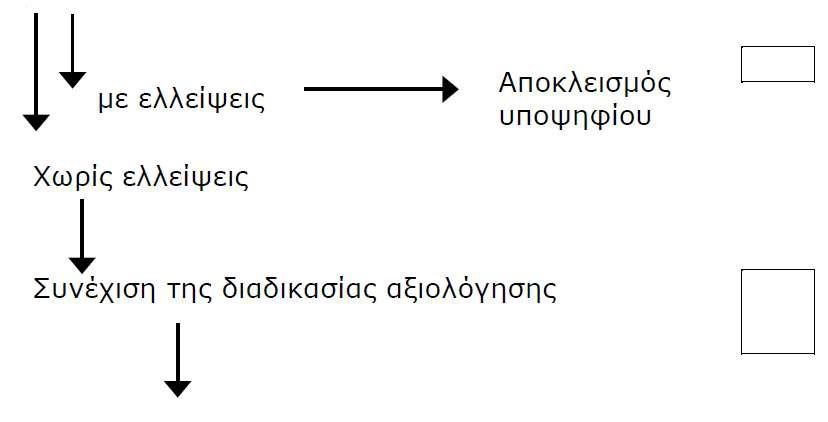 με ελλείψεις
Αποκλεισμός
υποψηφίου
Χωρίς ελλείψεις
Συνέχιση της διαδικασίας αξιολόγησης